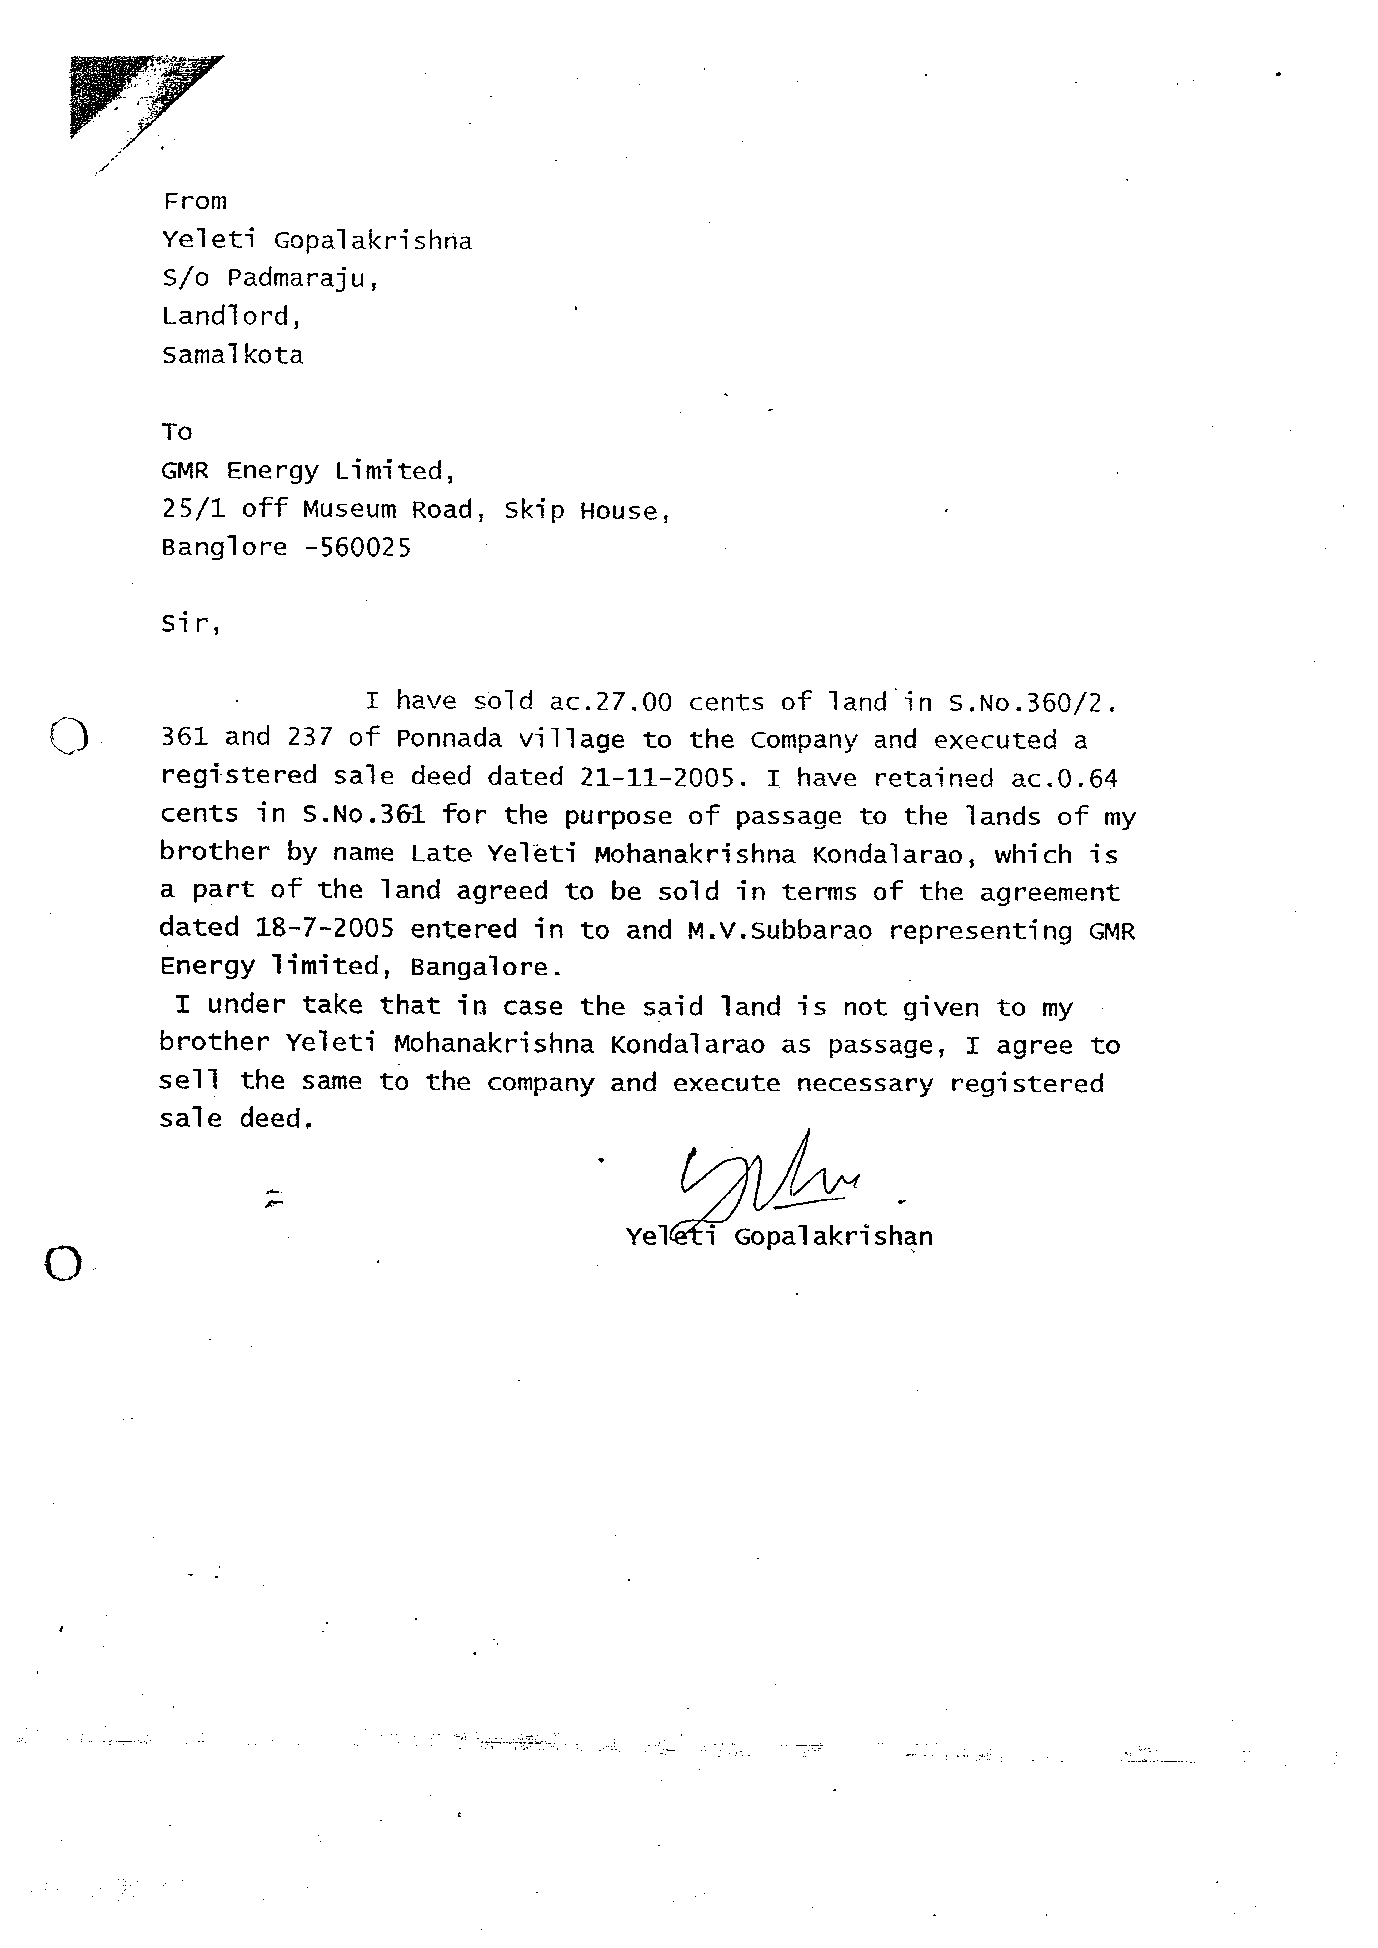 From
Yeleti Gopalakrishna
S/o Padmaraju,
Landlord,
Samalkota
To
GMR Energy Limited,
25/1 off Museum Road, Skip House,
Banglore -560025
Sir,
I have sold ac.27.00 cents of land in S.No.360/2.
361 and 237 of Ponnada village to the Company and executed a
registered sale deed dated 21-11-2005. I have retained ac.0.64
cents in S.No.361 for the purpose of passage to the lands of my
brother by name Late Yeleti Mohanakrishna Kondalarao, which is
a part of the land agreed to be sold in terms of the agreement
dated 18-7-2005 entered in to and M.V.Subbarao representing GMR
Energy limited, Bangalore.
I under take that in case the said land is not given to my
brother Yeleti Mohanakrishna Kondalarao as passage, I agree to
sell the same to the company and execute necessary registered
sale deed.
Yeleti Gopalakrishan